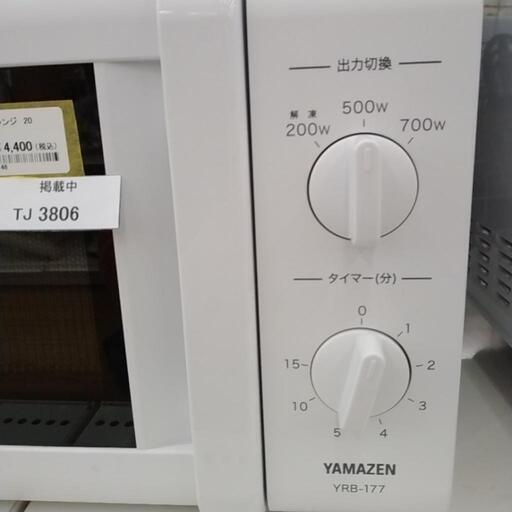 ンジ 20
4,400(税込)
掲載中
TJ 3806
出力切換
解凍
200W
500W
700W
タイマー(分)
0
1
2
3
4
5
10
15
YAMAZEN
YRB-177